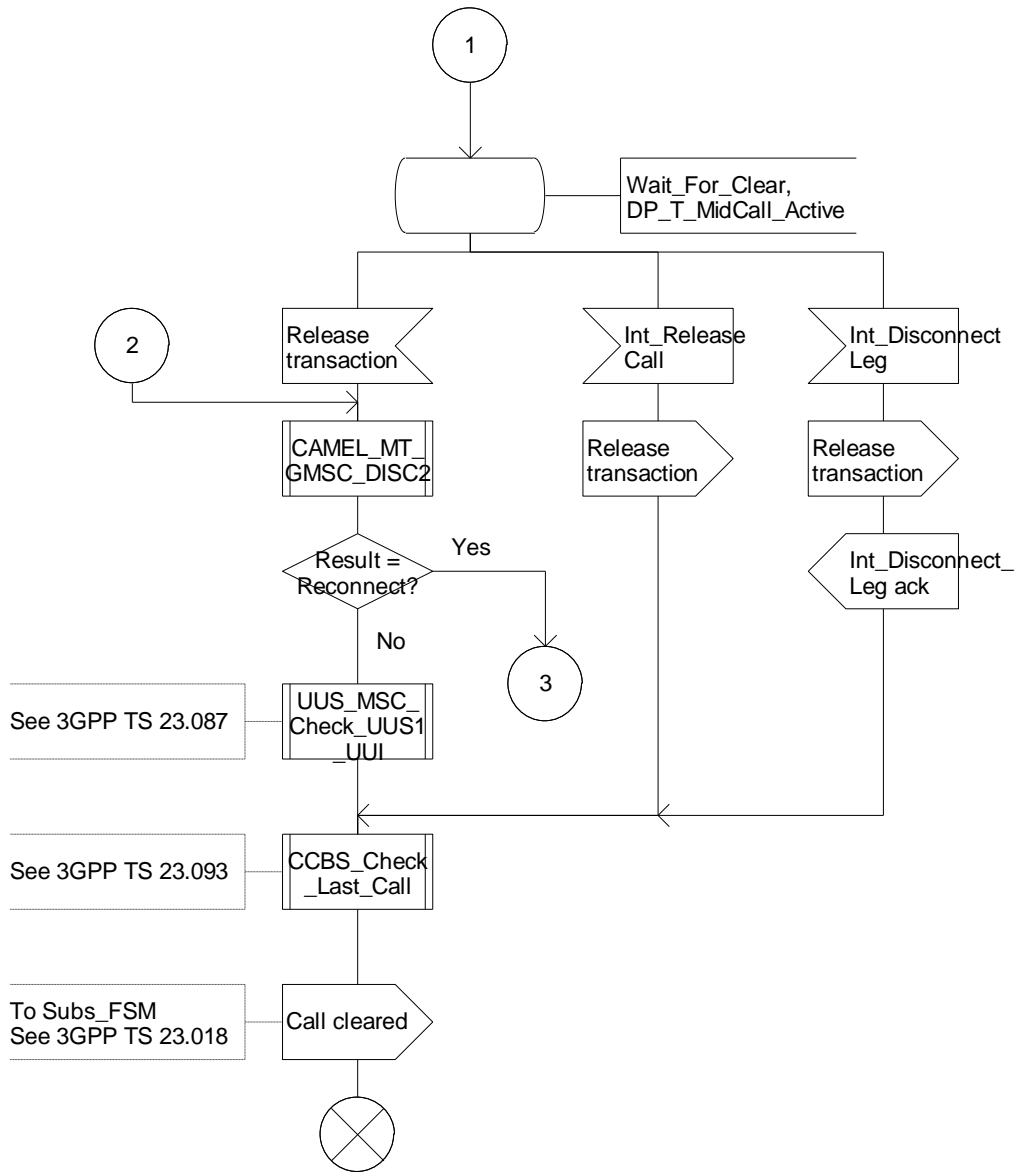 1
Wait_For_Clear,
DP_T_MidCall_Active
Release
transaction
Int_Release
Call
Int_Disconnect
Leg
2
CAMEL_MT_
GMSC_DISC2
Release
transaction
Release
transaction
Result =
Reconnect?
Yes
Int_Disconnect_
Leg ack
No
3
See 3GPP TS 23.087
UUS_MSC_
Check_UUS1
_UUI
See 3GPP TS 23.093
CCBS_Check
_Last_Call
To Subs_FSM
See 3GPP TS 23.018
Call cleared